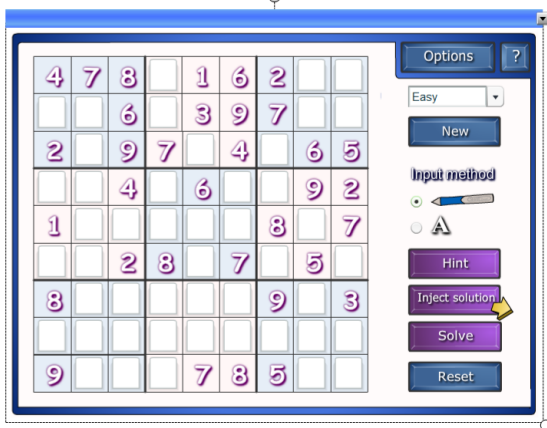 Options ?
4 7 8 1 6 2
Easy
6 3 9 7
New
2 9 7 4 6 5
Input method
4 6 9 2
1 8 7
A
2 8 7 5
Hint
8 9 3
Inject solution
Solve
9 7 8 5
Reset